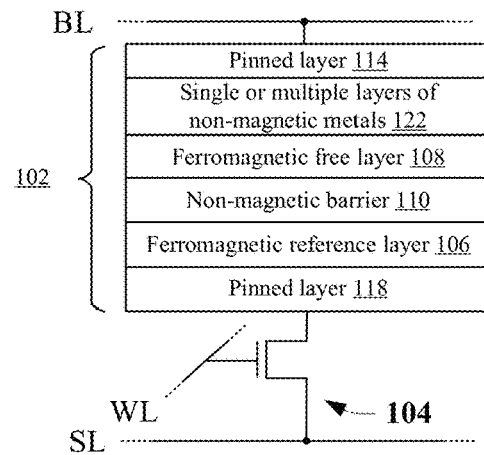 BL
Pinned layer 114
Single or multiple layers of
non-magnetic metals 122
Ferromagnetic free layer 108
102
Non-magnetic barrier 110
Ferromagnetic reference layer 106
Pinned layer 118
WL
104
SL